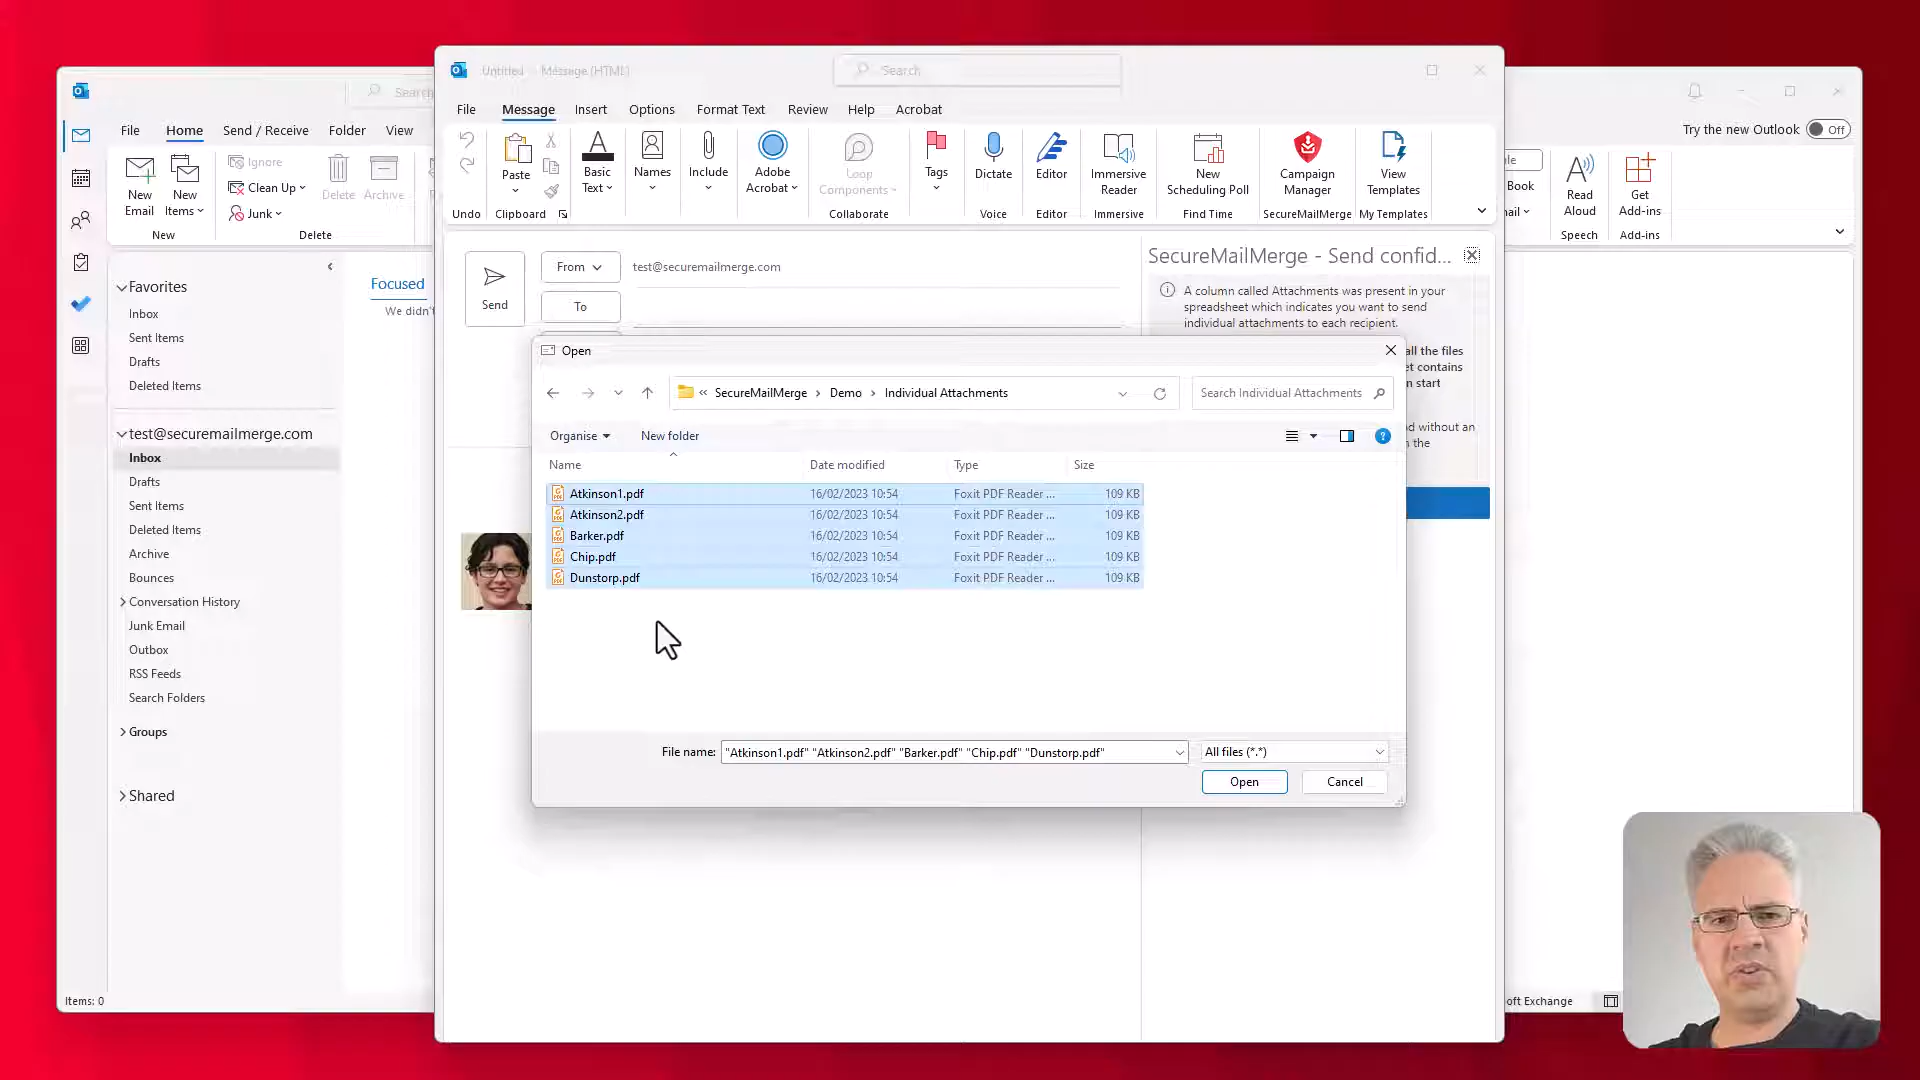 Search
File
Home
Send / Receive
Folder
View
New
Email
New
Items
Ignore
Clean Up
Junk
Delete
Archive
New
Delete
Favorites
Inbox
Sent Items
Drafts
Deleted Items
test@securemailmerge.com
Inbox
Drafts
Sent Items
Deleted Items
Archive
Bounces
Conversation History
Junk Email
Outbox
RSS Feeds
Search Folders
Groups
Shared
Items: 0
Focused
We didn't
Untitled Message (HTML)
Search
File
Message
Insert
Options
Format Text
Review
Help
Acrobat
Undo
Paste
Clipboard
Basic
Text
Names
Include
Adobe
Acrobat
Loop
Components
Collaborate
Tags
Dictate
Voice
Editor
Editor
Immersive
Reader
Immersive
New
Scheduling Poll
Find Time
Campaign
Manager
SecureMailMerge
View
Templates
My Templates
Send
From
test@securemailmerge.com
To
SecureMailMerge - Send confid...
A column called Attachments was present in your
spreadsheet which indicates you want to send
individual attachments to each recipient.
all the files
et contains
n start
d without an
the
Open
« SecureMailMerge > Demo > Individual Attachments
Search Individual Attachments
Organise
New folder
Name Date modified Type Size
Atkinson1.pdf 16/02/2023 10:54 Foxit PDF Reader ... 109 KB
Atkinson2.pdf 16/02/2023 10:54 Foxit PDF Reader ... 109 KB
Barker.pdf 16/02/2023 10:54 Foxit PDF Reader ... 109 KB
Chip.pdf 16/02/2023 10:54 Foxit PDF Reader ... 109 KB
Dunstorp.pdf 16/02/2023 10:54 Foxit PDF Reader ... 109 KB
File name: "Atkinson1.pdf" "Atkinson2.pdf" "Barker.pdf" "Chip.pdf" "Dunstorp.pdf"
All files (*.*)
Open
Cancel
Try the new Outlook
Off
Book
Read
Aloud
Speech
Get
Add-ins
Add-ins
oft Exchange